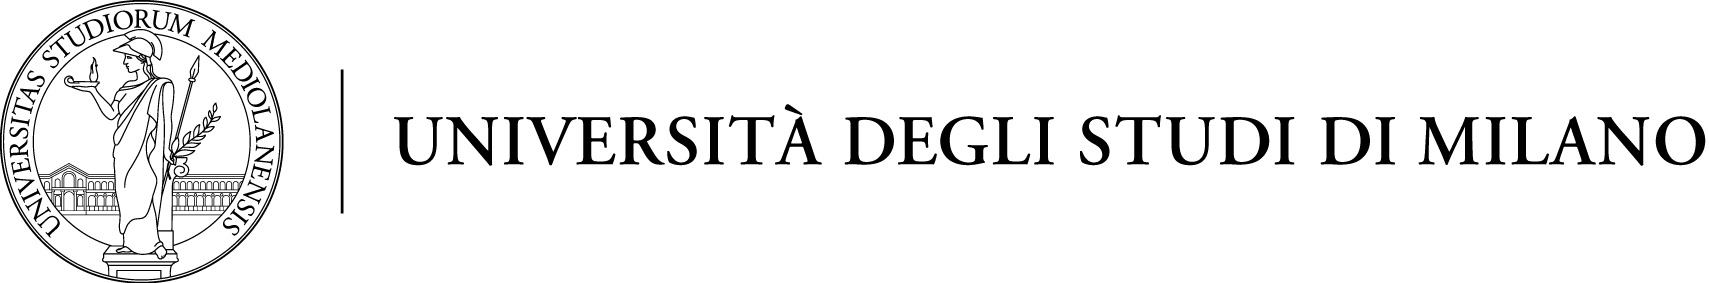 UNIVERSITAS STUDIORUM MEDIOLANENSIS
UNIVERSITÀ DEGLI STUDI DI MILANO